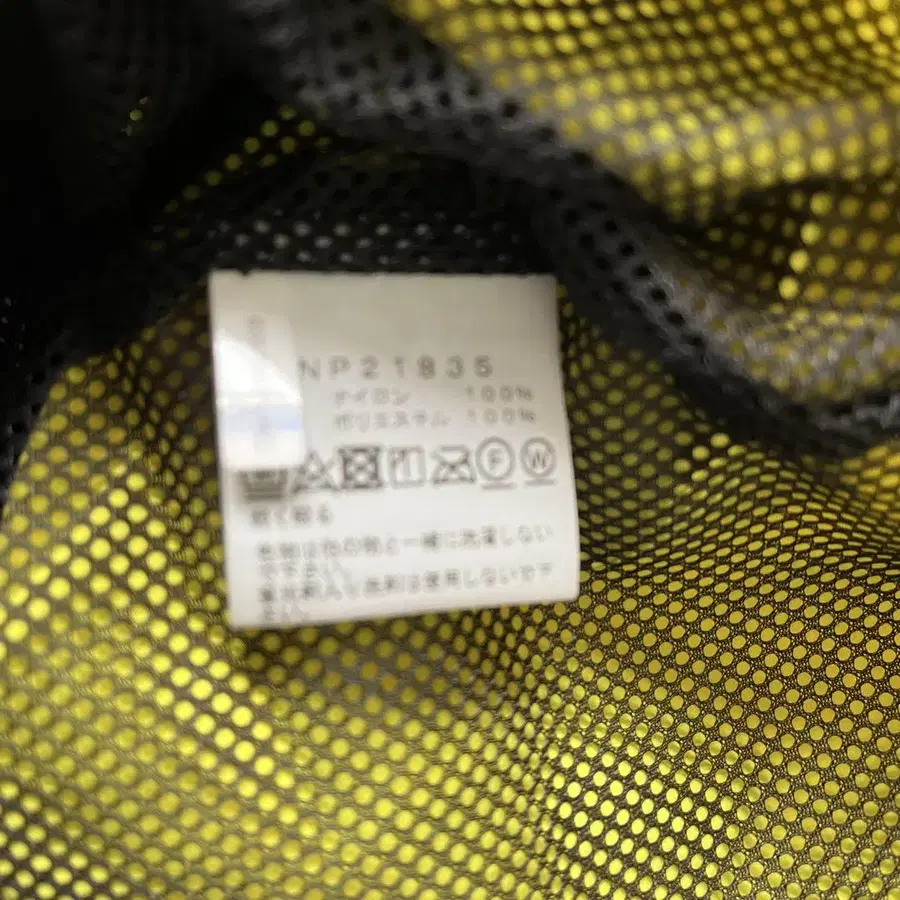 NP21835
ナイロン 100%
ポリエステル 100%
F W
軽く絞る
色物は色の物と一緒に洗濯しない
で下さい
蛍光剤入り洗剤は使用しないで下
さい